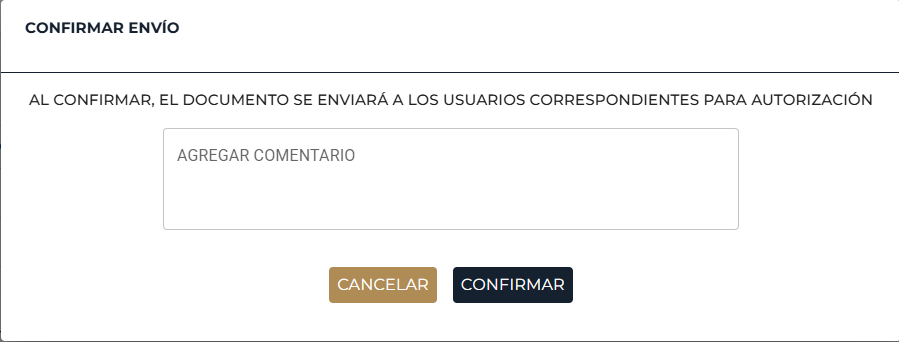 CONFIRMAR ENVÍO
AL CONFIRMAR, EL DOCUMENTO SE ENVIARÁ A LOS USUARIOS CORRESPONDIENTES PARA AUTORIZACIÓN
AGREGAR COMENTARIO
CANCELAR CONFIRMAR